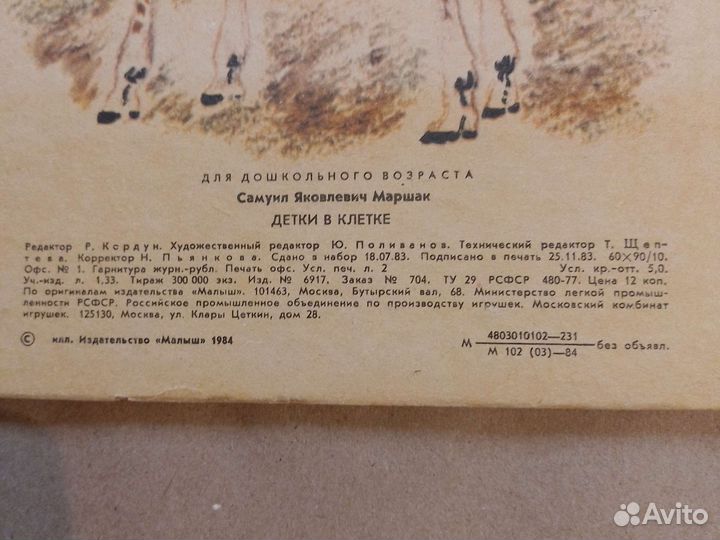 ДЛЯ ДОШКОЛЬНОГО ВОЗРАСТА
Самуил Яковлевич Маршак
ДЕТКИ В КЛЕТКЕ
Редактор Р. Кордун. Художественный редактор Ю. Поливанов. Технический редактор Т. Щеп-
тева. Корректор Н. Пьянкова. Сдано в набор 18.07.83. Подписано в печать 25.11.83. 60×90/10.
Офс. № 1. Гарнитура журн.-рубл. Печать офс. Усл. печ. л. 2 Усл. кр.-отт. 5,0.
Уч.-изд. л. 1,33. Тираж 300 000 экз. Изд. № 6917. Заказ № 704. ТУ 29 РСФСР 480-77. Цена 12 коп.
По оригиналам издательства «Малыш». 101463, Москва, Бутырский вал, 68. Министерство легкой промыш-
ленности РСФСР. Российское промышленное объединение по производству игрушек. Московский комбинат
игрушек. 125130, Москва, ул. Клары Цеткин, дом 28.
© илл. Издательство «Малыш» 1984
М 4803010102—231 без объявл.
М 102 (03)—84
Avito